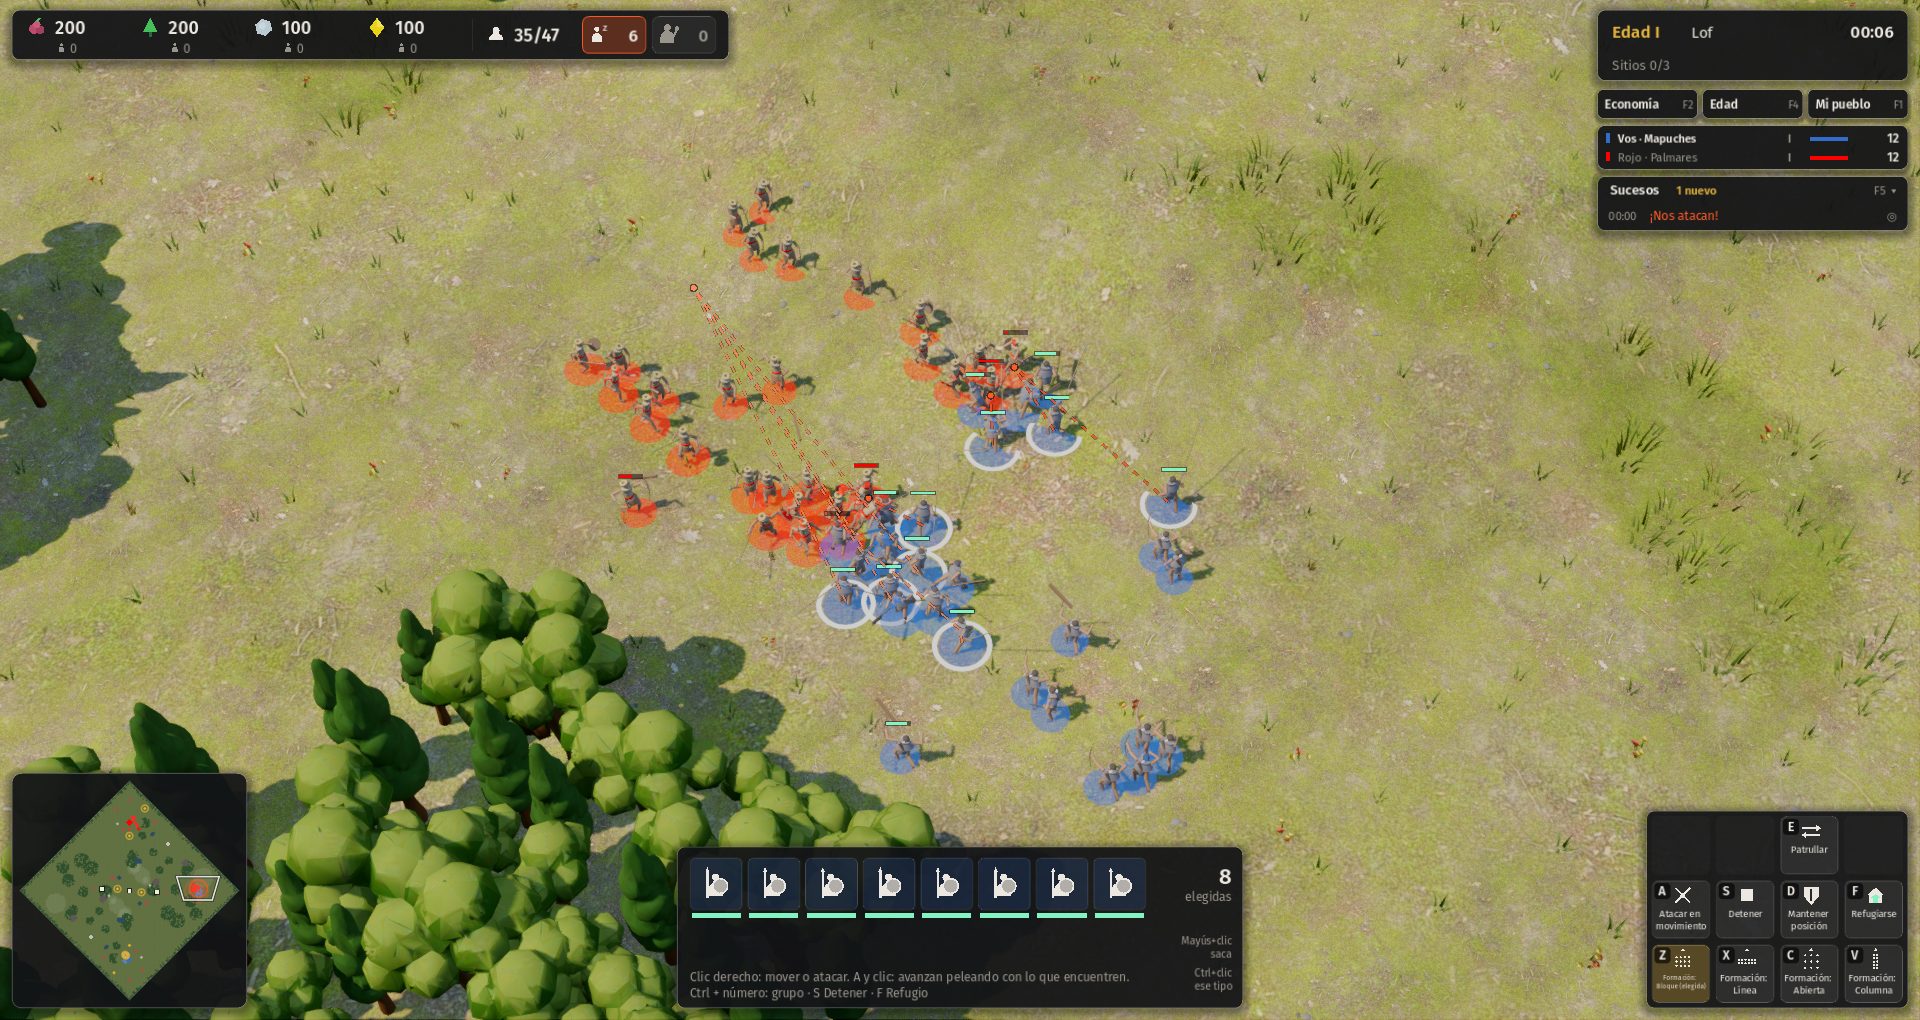 200
200
100
100
35/47
z 6
0
0
0
0
0
Edad I Lof 00:06
Sitios 0/3
Economía F2
Edad F4
Mi pueblo F1
Vos · Mapuches I 12
Rojo · Palmares I 12
Sucesos 1 nuevo F5
00:00 ¡Nos atacan!
8
elegidas
Mayús+clic
saca
Ctrl+clic
ese tipo
Clic derecho: mover o atacar. A y clic: avanzan peleando con lo que encuentren.
Ctrl + número: grupo · S Detener · F Refugio
E
Patrullar
A
Atacar en
movimiento
S
Detener
D
Mantener
posición
F
Refugiarse
Z
Formación:
Bloque (elegida)
X
Formación:
Línea
C
Formación:
Abierta
V
Formación:
Columna